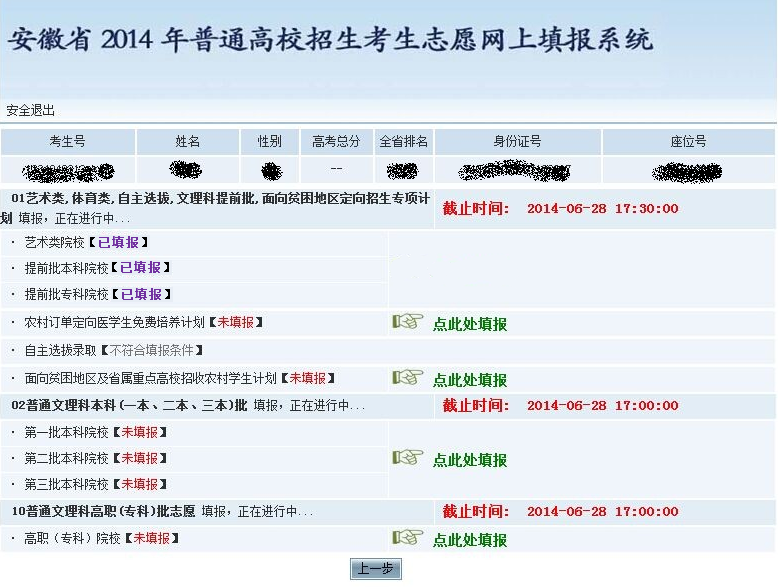 安徽省 2014 年普通高校招生考生志愿网上填报系统
安全退出
考生号 姓名 性别 高考总分 全省排名 身份证号 座位号
--
01艺术类,体育类,自主选拔,文理科提前批,面向贫困地区定向招生专项计
划 填报，正在进行中...
截止时间： 2014-06-28 17:30:00
· 艺术类院校【已填报】
· 提前批本科院校【已填报】
· 提前批专科院校【已填报】
· 农村订单定向医学生免费培养计划【未填报】 点此处填报
· 自主选拔录取【不符合填报条件】
· 面向贫困地区及省属重点高校招收农村学生计划【未填报】 点此处填报
02普通文理科本科(一本、二本、三本)批 填报，正在进行中... 截止时间： 2014-06-28 17:00:00
· 第一批本科院校【未填报】
· 第二批本科院校【未填报】 点此处填报
· 第三批本科院校【未填报】
10普通文理科高职(专科)批志愿 填报，正在进行中... 截止时间： 2014-06-28 17:00:00
· 高职（专科）院校【未填报】 点此处填报
上一步